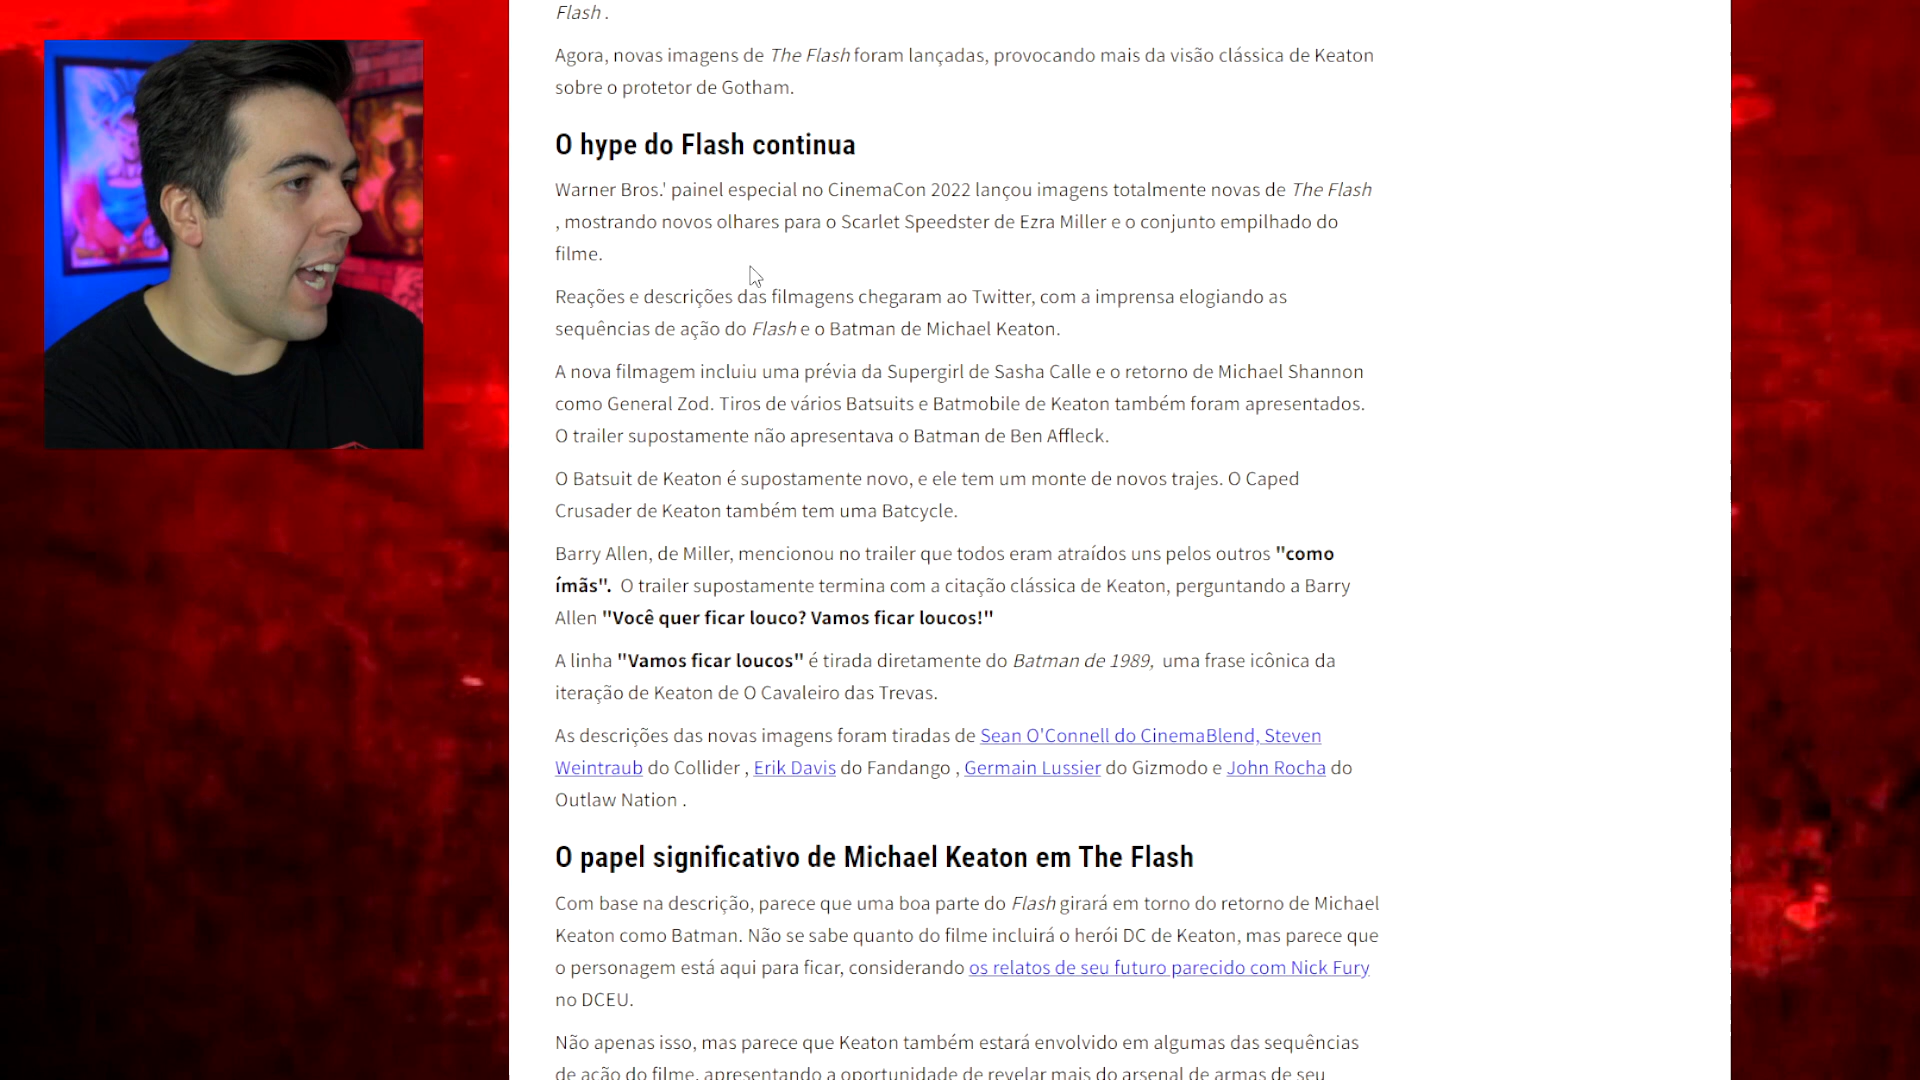 Flash .
Agora, novas imagens de The Flash foram lançadas, provocando mais da visão clássica de Keaton
sobre o protetor de Gotham.
O hype do Flash continua
Warner Bros.' painel especial no CinemaCon 2022 lançou imagens totalmente novas de The Flash
, mostrando novos olhares para o Scarlet Speedster de Ezra Miller e o conjunto empilhado do
filme.
Reações e descrições das filmagens chegaram ao Twitter, com a imprensa elogiando as
sequências de ação do Flash e o Batman de Michael Keaton.
A nova filmagem incluiu uma prévia da Supergirl de Sasha Calle e o retorno de Michael Shannon
como General Zod. Tiros de vários Batsuits e Batmobile de Keaton também foram apresentados.
O trailer supostamente não apresentava o Batman de Ben Affleck.
O Batsuit de Keaton é supostamente novo, e ele tem um monte de novos trajes. O Caped
Crusader de Keaton também tem uma Batcycle.
Barry Allen, de Miller, mencionou no trailer que todos eram atraídos uns pelos outros "como
ímãs". O trailer supostamente termina com a citação clássica de Keaton, perguntando a Barry
Allen "Você quer ficar louco? Vamos ficar loucos!"
A linha "Vamos ficar loucos" é tirada diretamente do Batman de 1989, uma frase icônica da
iteração de Keaton de O Cavaleiro das Trevas.
As descrições das novas imagens foram tiradas de Sean O'Connell do CinemaBlend, Steven
Weintraub do Collider , Erik Davis do Fandango , Germain Lussier do Gizmodo e John Rocha do
Outlaw Nation .
O papel significativo de Michael Keaton em The Flash
Com base na descrição, parece que uma boa parte do Flash girará em torno do retorno de Michael
Keaton como Batman. Não se sabe quanto do filme incluirá o herói DC de Keaton, mas parece que
o personagem está aqui para ficar, considerando os relatos de seu futuro parecido com Nick Fury
no DCEU.
Não apenas isso, mas parece que Keaton também estará envolvido em algumas das sequências
de ação do filme, apresentando a oportunidade de revelar mais do arsenal de armas de seu